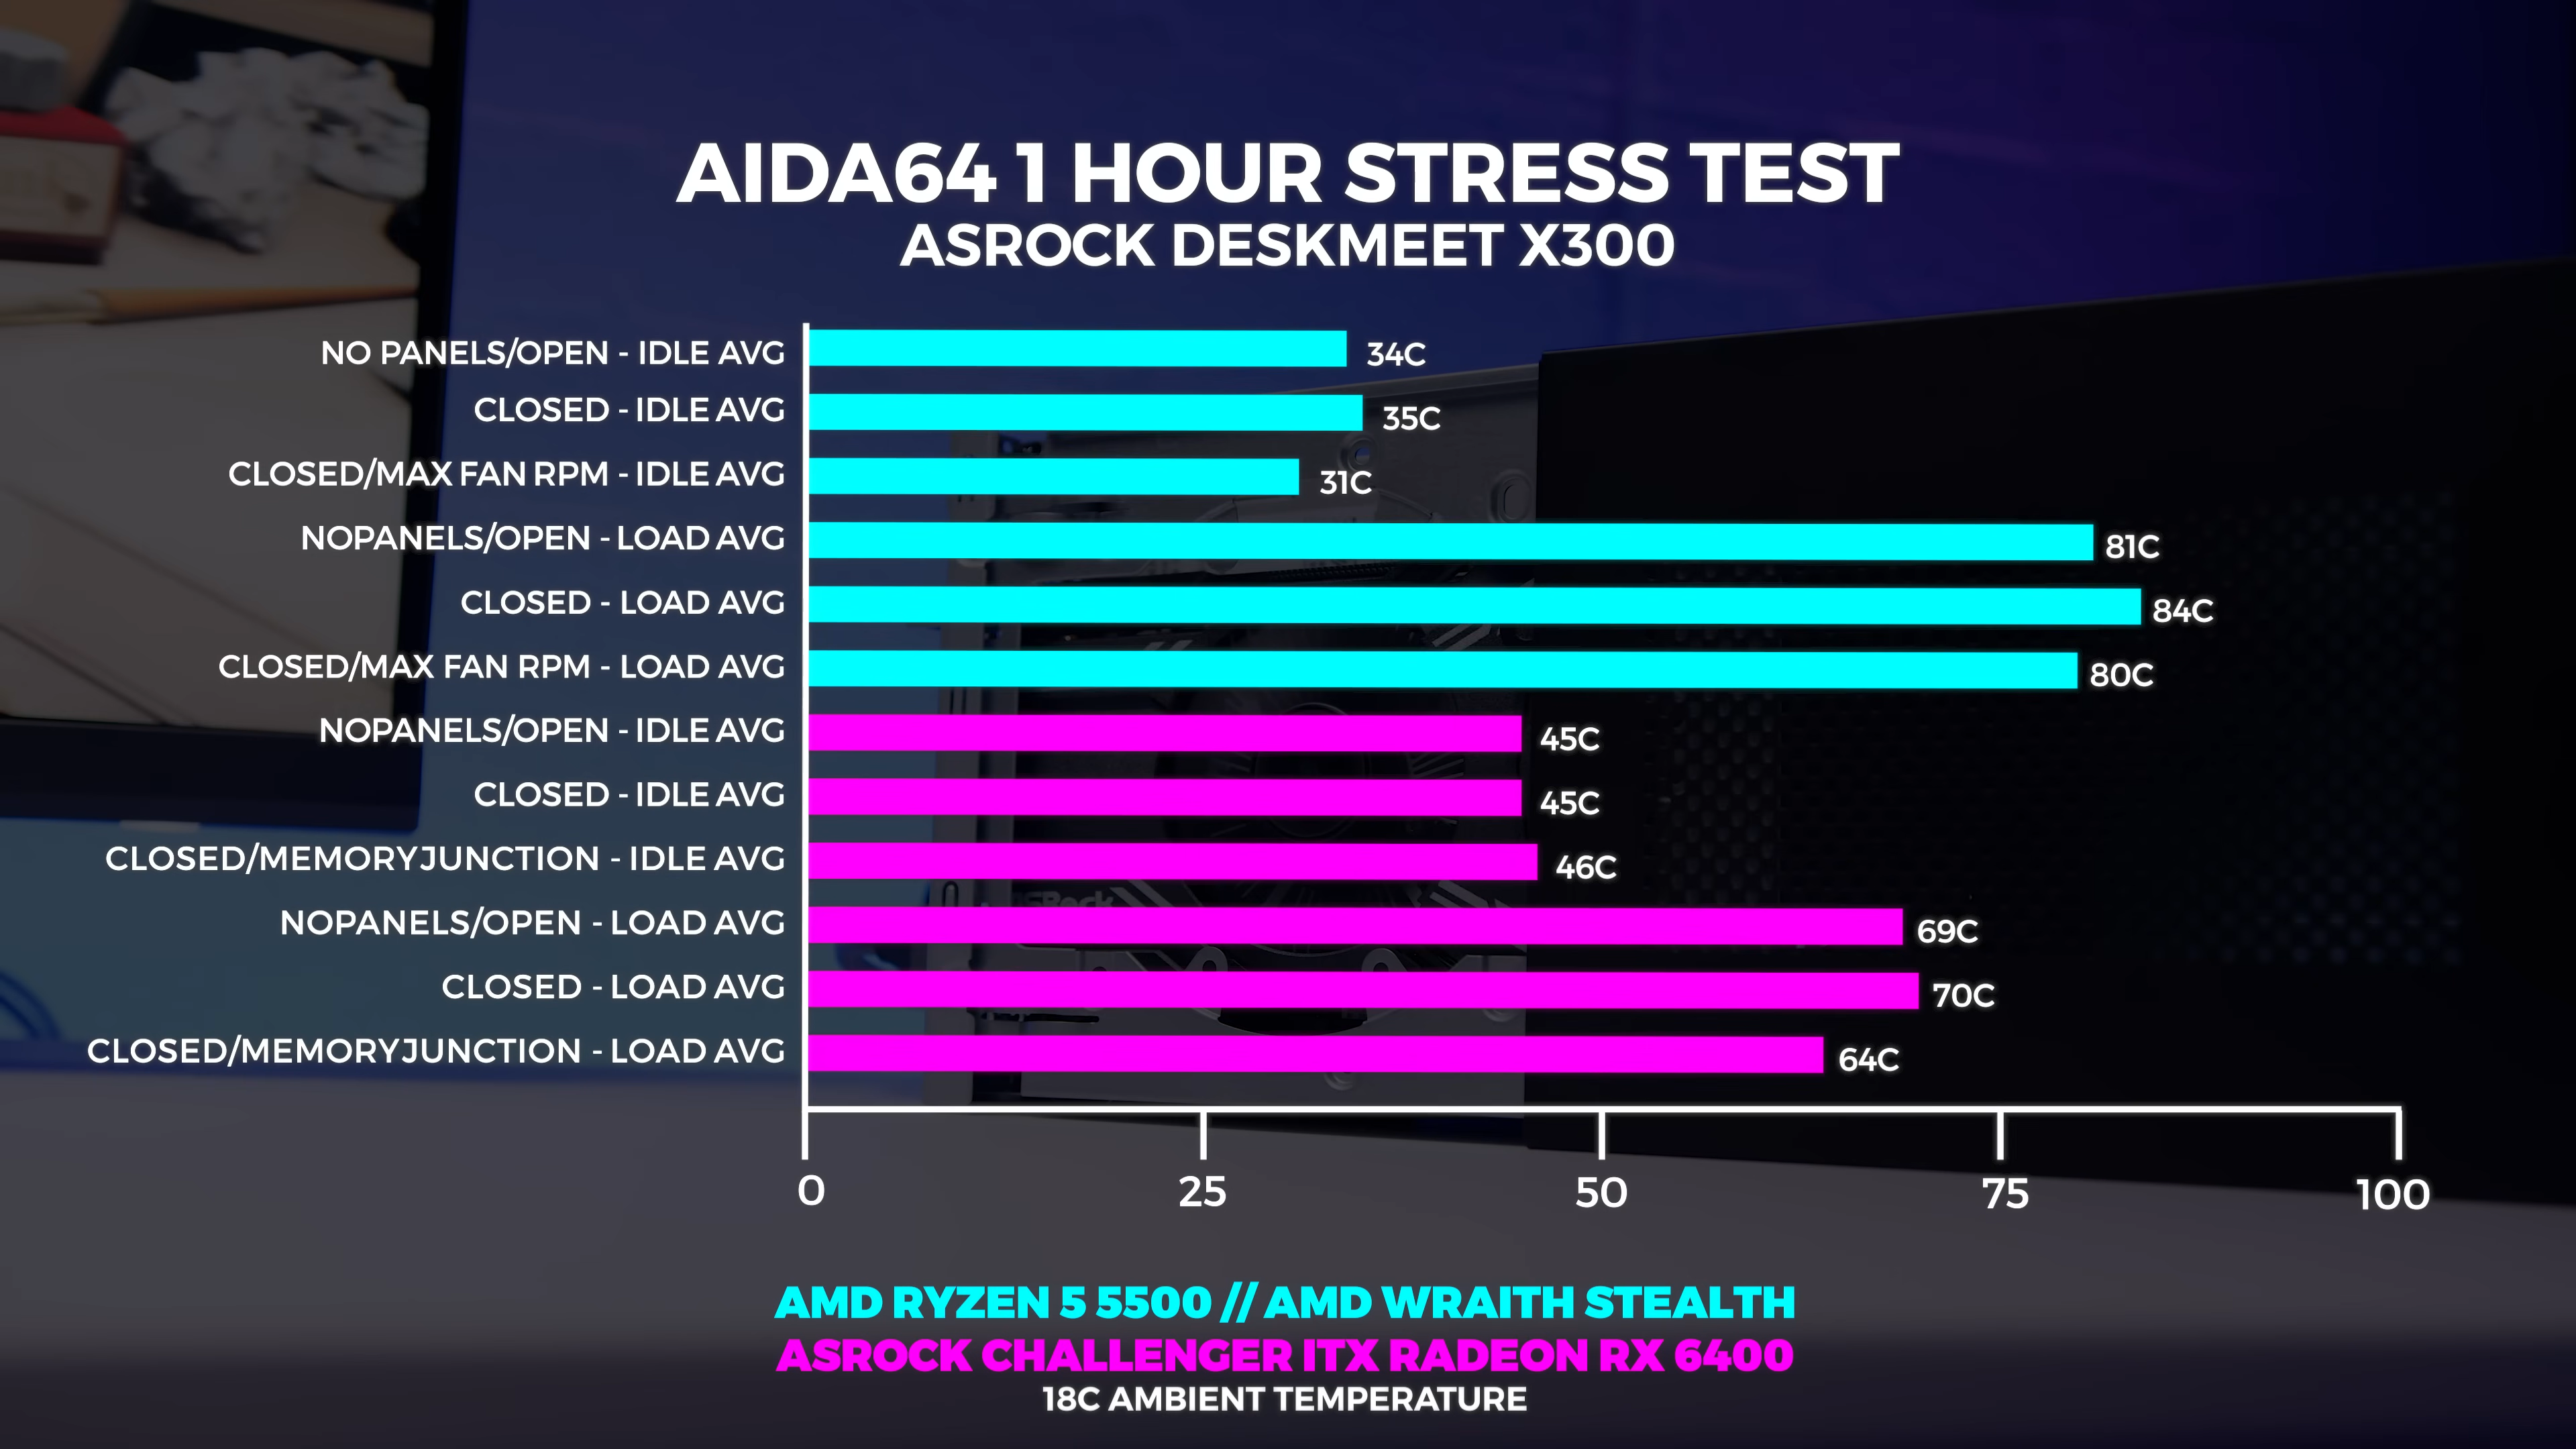 AIDA64 1 HOUR STRESS TEST
ASROCK DESKMEET X300
NO PANELS/OPEN - IDLE AVG 34C
CLOSED - IDLE AVG 35C
CLOSED/MAX FAN RPM - IDLE AVG 31C
NOPANELS/OPEN - LOAD AVG 81C
CLOSED - LOAD AVG 84C
CLOSED/MAX FAN RPM - LOAD AVG 80C
NOPANELS/OPEN - IDLE AVG 45C
CLOSED - IDLE AVG 45C
CLOSED/MEMORY JUNCTION - IDLE AVG 46C
NOPANELS/OPEN - LOAD AVG 69C
CLOSED - LOAD AVG 70C
CLOSED/MEMORY JUNCTION - LOAD AVG 64C
0 25 50 75 100
AMD RYZEN 5 5500 // AMD WRAITH STEALTH
ASROCK CHALLENGER ITX RADEON RX 6400
18C AMBIENT TEMPERATURE